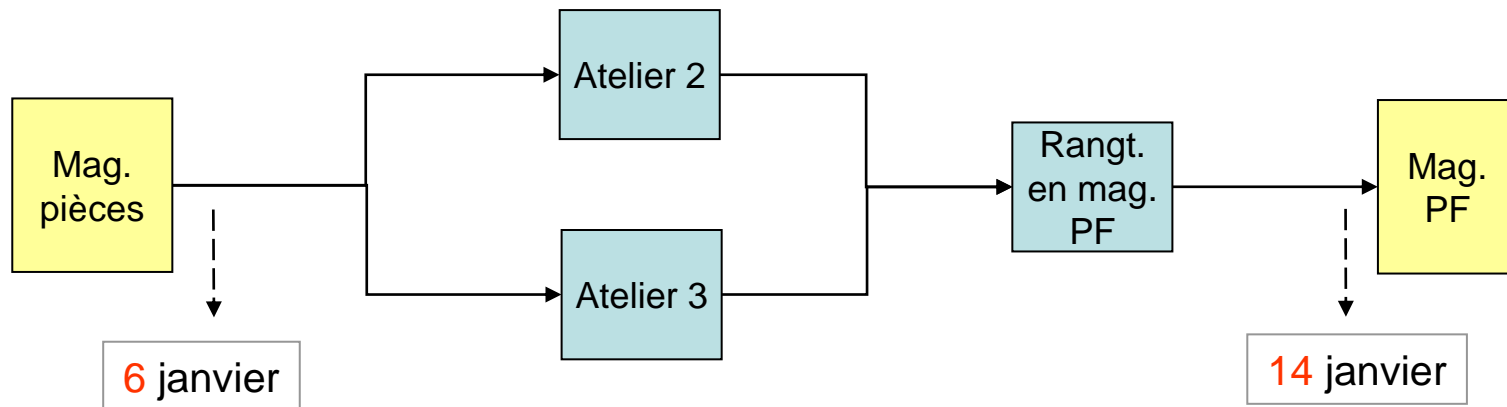 Mag.
pièces
Atelier 2
Atelier 3
Rangt.
en mag.
PF
Mag.
PF
6 janvier
14 janvier